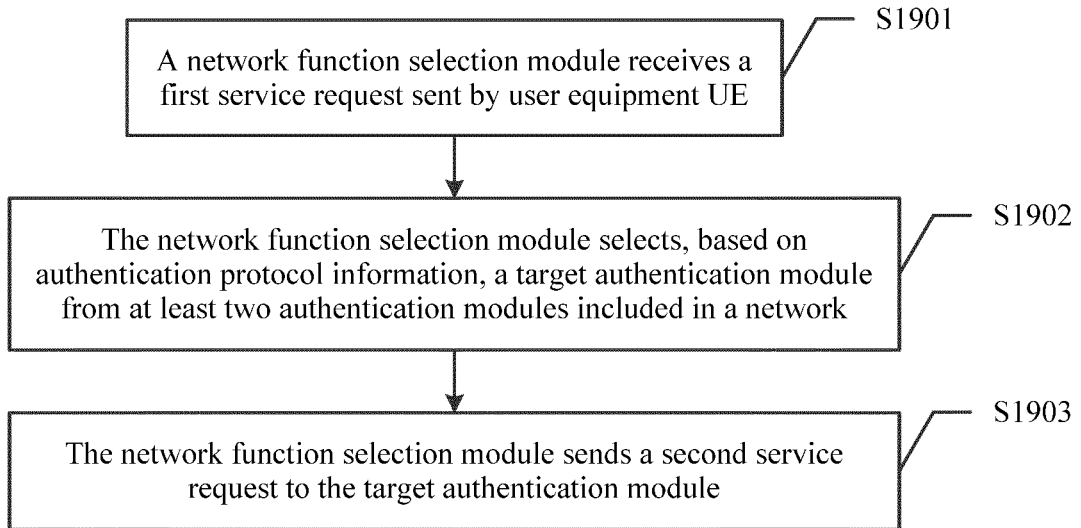 S1901
A network function selection module receives a
first service request sent by user equipment UE
S1902
The network function selection module selects, based on
authentication protocol information, a target authentication module
from at least two authentication modules included in a network
S1903
The network function selection module sends a second service
request to the target authentication module